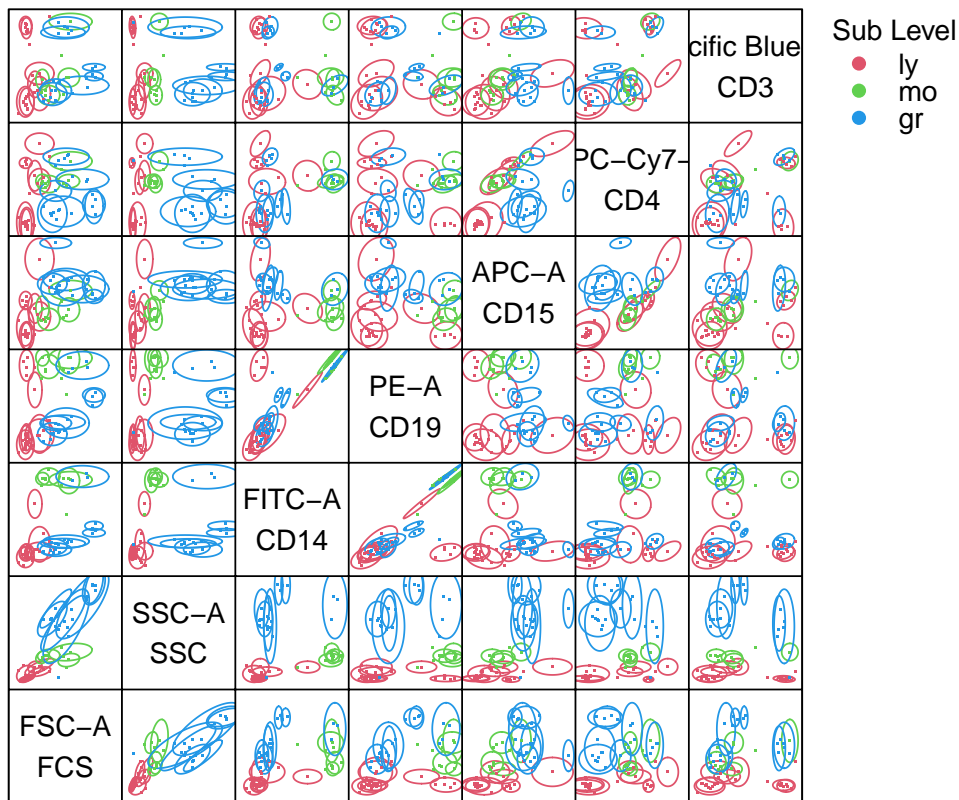 Sub Level
ly
mo
gr
cific Blue
CD3
PC–Cy7–
CD4
APC–A
CD15
PE–A
CD19
FITC–A
CD14
SSC–A
SSC
FSC–A
FCS